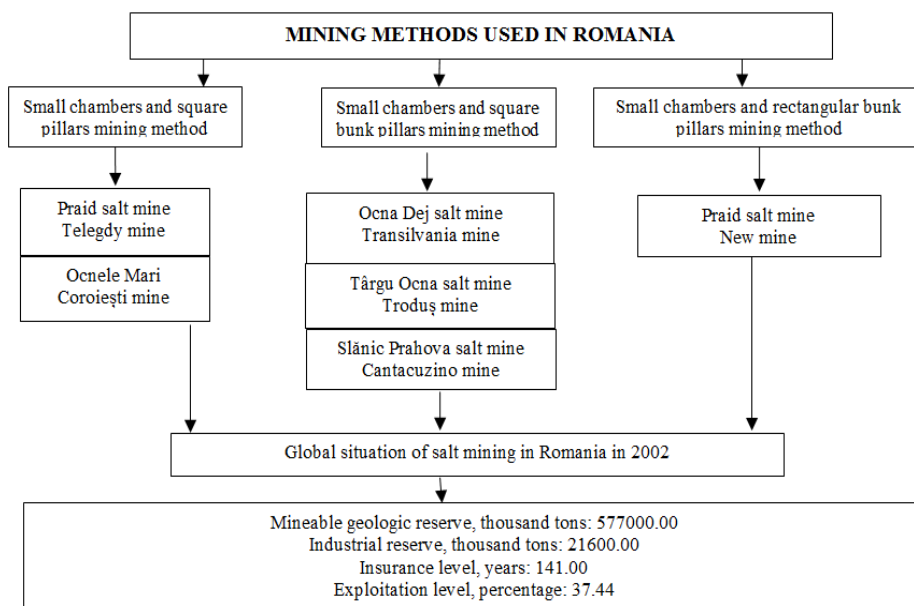 MINING METHODS USED IN ROMANIA
Small chambers and square
pillars mining method
Small chambers and square
bunk pillars mining method
Small chambers and rectangular bunk
pillars mining method
Praid salt mine
Telegdy mine
Ocnele Mari
Coroiești mine
Ocna Dej salt mine
Transilvania mine
Târgu Ocna salt mine
Troduș mine
Slănic Prahova salt mine
Cantacuzino mine
Praid salt mine
New mine
Global situation of salt mining in Romania in 2002
Mineable geologic reserve, thousand tons: 577000.00
Industrial reserve, thousand tons: 21600.00
Insurance level, years: 141.00
Exploitation level, percentage: 37.44